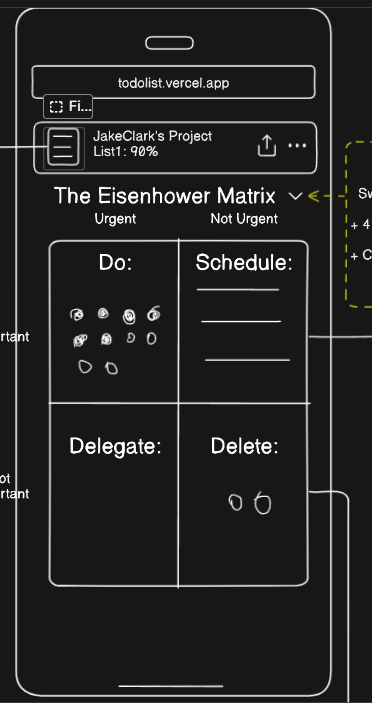 todolist.vercel.app
Fi...
JakeClark's Project
List1: 90%
The Eisenhower Matrix
Sw
Urgent
Not Urgent
+ 4
+ C
Do:
Schedule:
rtant
Delegate:
Delete:
ot
rtant